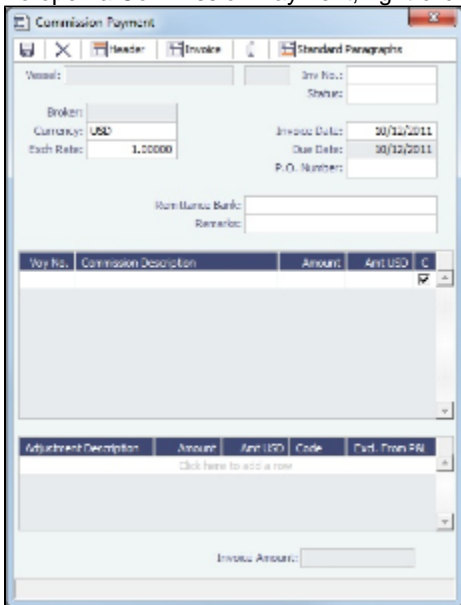 Commission Payment
Header Invoice Standard Paragraphs
Vessel: Inv No.:
Status:
Broker:
Currency: USD Invoice Date: 10/12/2011
Exch Rate: 1.00000 Due Date: 10/12/2011
P.O. Number:
Remittance Bank:
Remarks:
Voy No. Commission Description Amount Amt USD C
Adjustment Description Amount Amt USD Code Excl. From P&L
Click here to add a row
Invoice Amount: